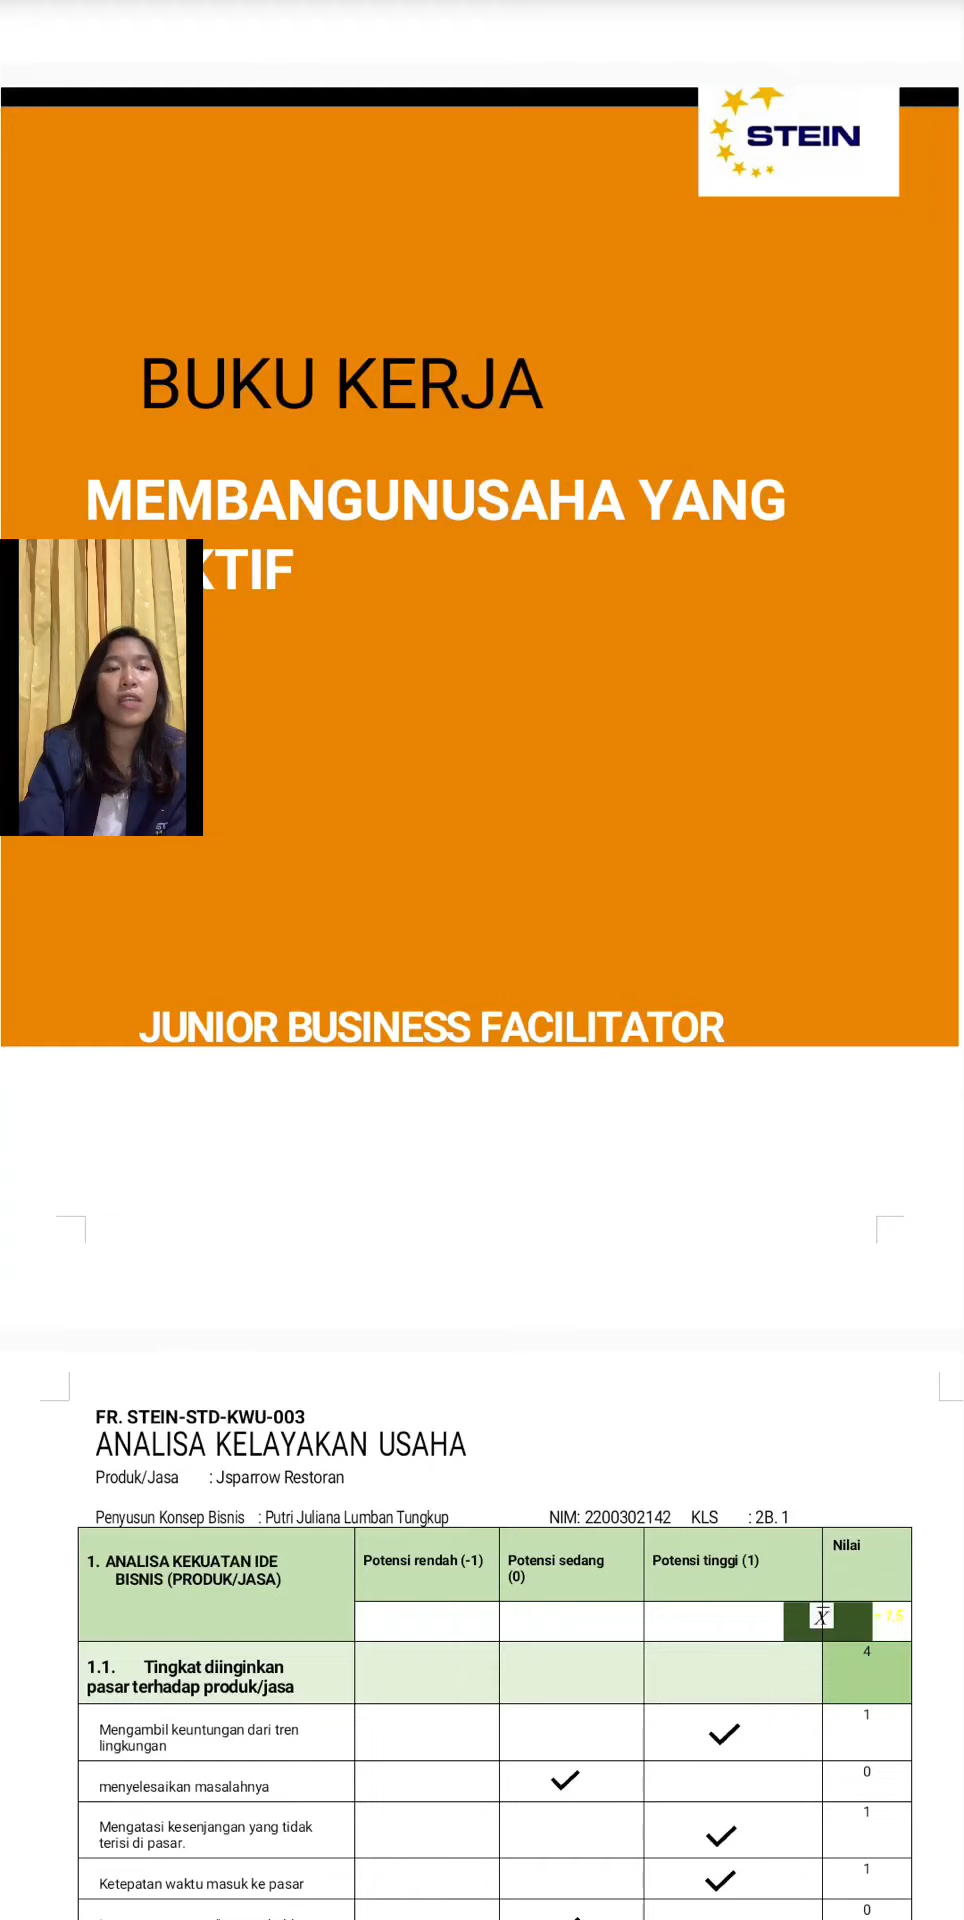 STEIN
BUKU KERJA
MEMBANGUNUSAHA YANG
KTIF
JUNIOR BUSINESS FACILITATOR
FR. STEIN-STD-KWU-003
ANALISA KELAYAKAN USAHA
Produk/Jasa : Jsparrow Restoran
Penyusun Konsep Bisnis : Putri Juliana Lumban Tungkup NIM: 2200302142 KLS : 2B. 1
1. ANALISA KEKUATAN IDE
BISNIS (PRODUK/JASA)
Potensi rendah (-1)
Potensi sedang
(0)
Potensi tinggi (1)
Nilai
X̅ = 1,5
1.1. Tingkat diinginkan
pasar terhadap produk/jasa
4
Mengambil keuntungan dari tren
lingkungan
1
menyelesaikan masalahnya
0
Mengatasi kesenjangan yang tidak
terisi di pasar.
1
Ketepatan waktu masuk ke pasar
1
0